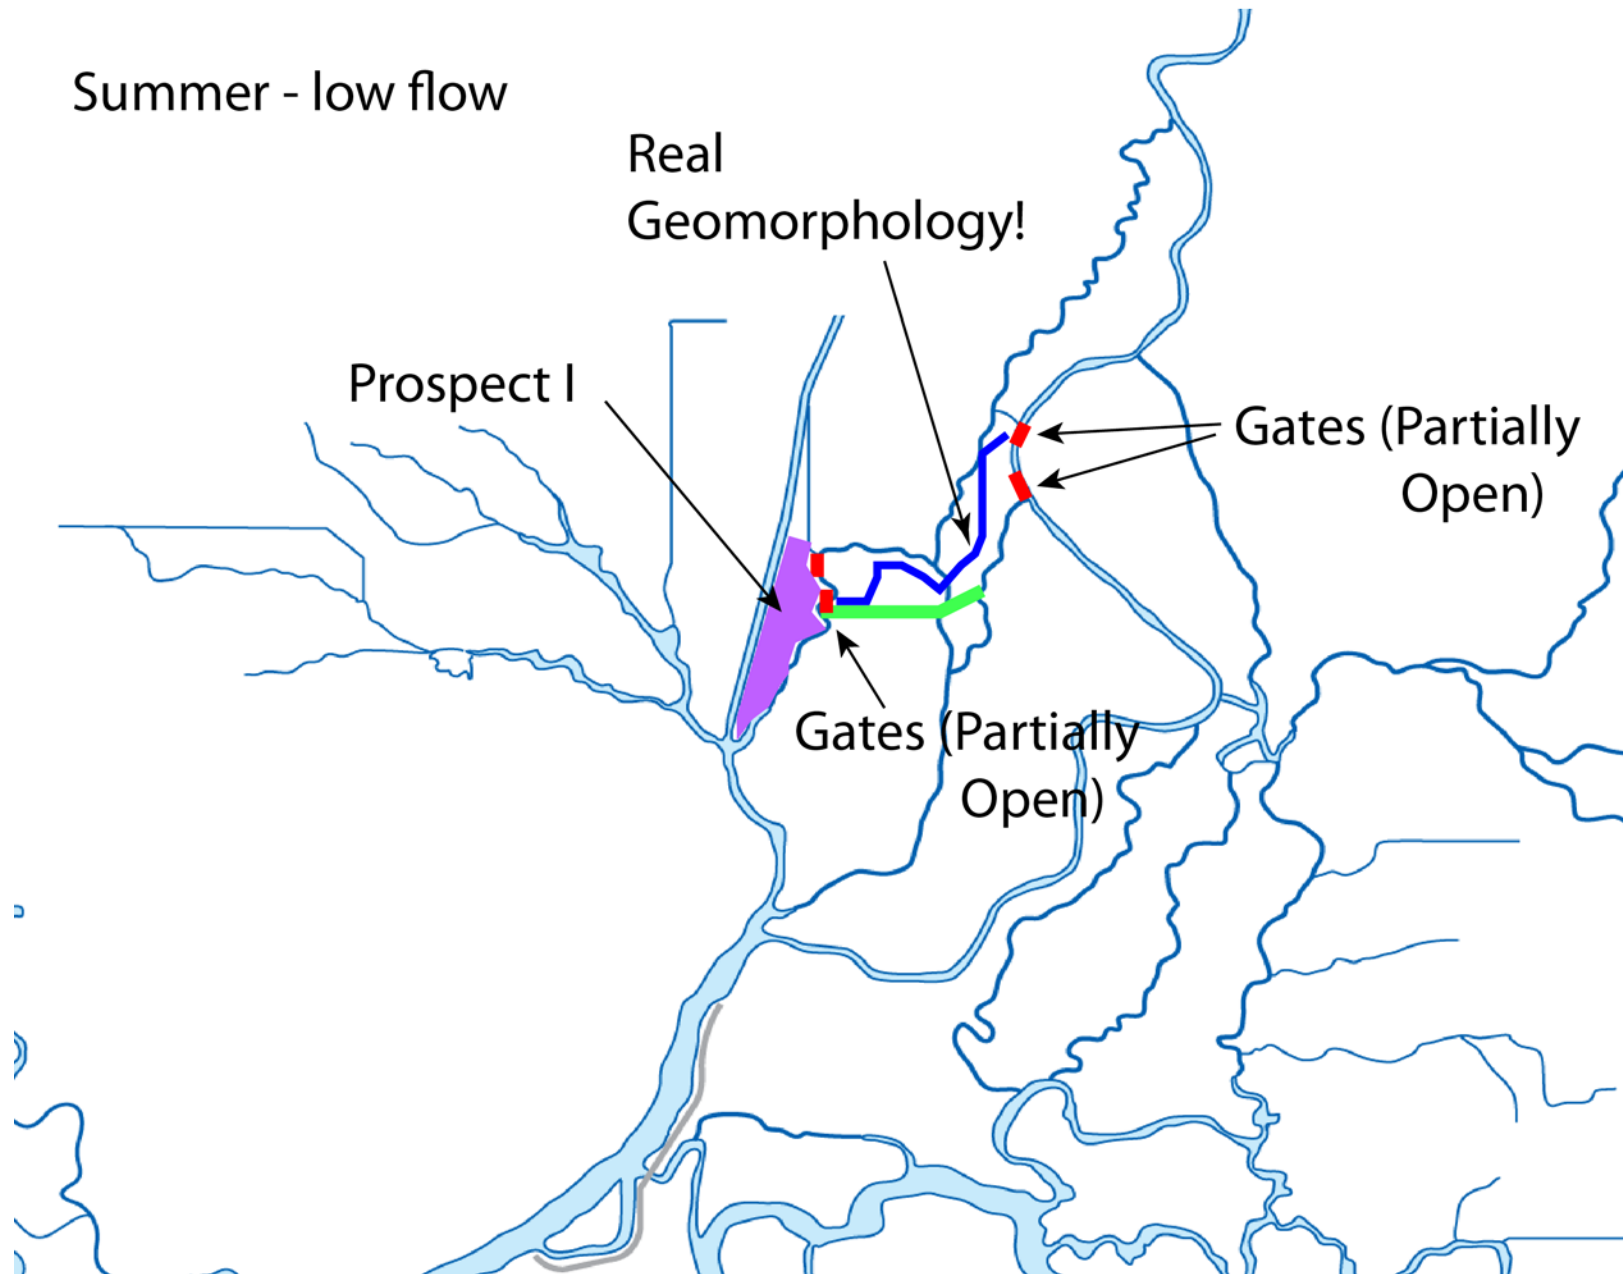 Summer - low flow
Real
Geomorphology!
Prospect I
Gates (Partially
Open)
Gates (Partially
Open)